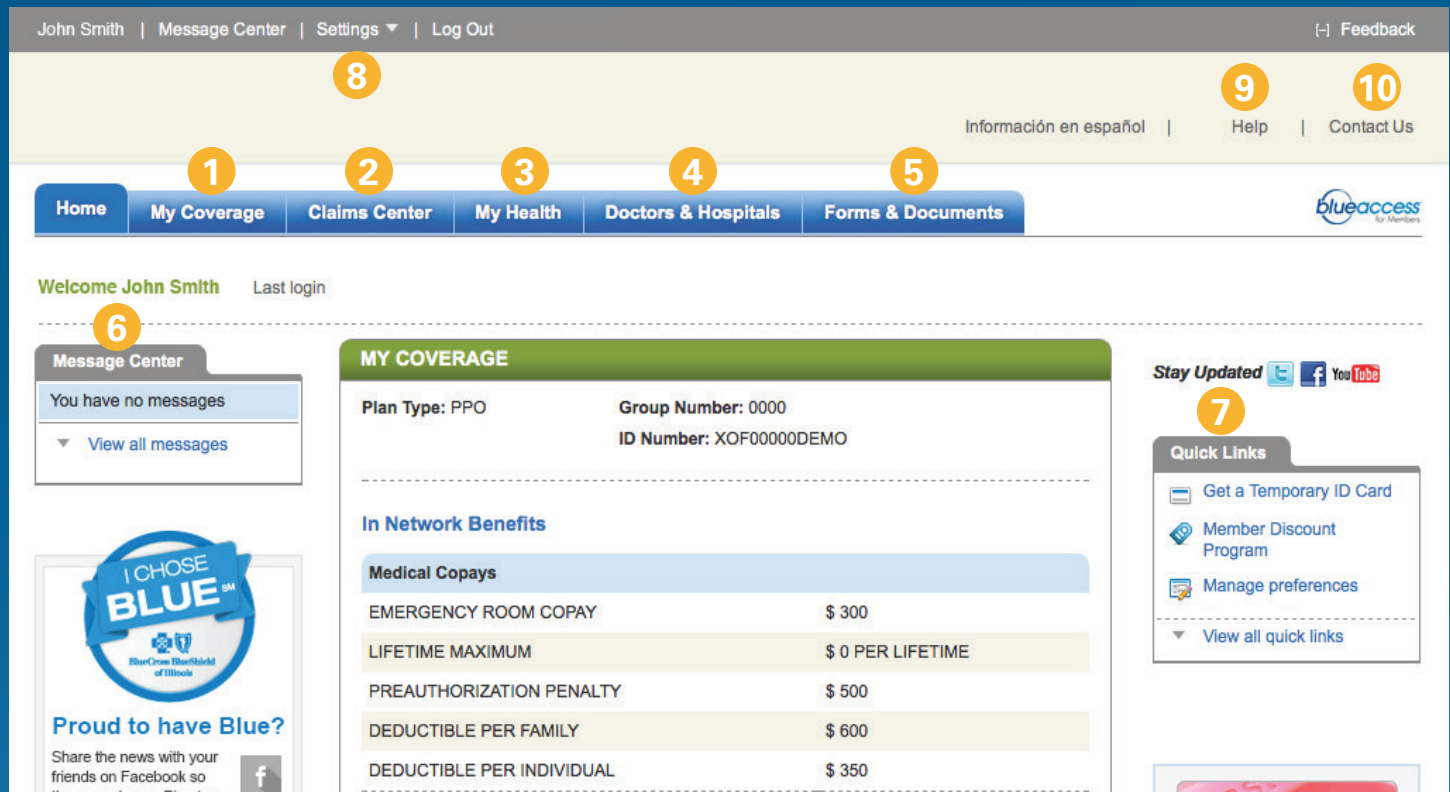 John Smith | Message Center | Settings | Log Out
[-] Feedback
8
9
10
Información en español | Help | Contact Us
1
2
3
4
5
Home
My Coverage
Claims Center
My Health
Doctors & Hospitals
Forms & Documents
blueaccess
for Members
Welcome John Smith
Last login
6
Message Center
You have no messages
View all messages
I CHOSE
BLUE SM
BlueCross BlueShield
of Illinois
Proud to have Blue?
Share the news with your
friends on Facebook so
MY COVERAGE
Plan Type: PPO
Group Number: 0000
ID Number: XOF00000DEMO
In Network Benefits
Medical Copays
EMERGENCY ROOM COPAY $ 300
LIFETIME MAXIMUM $ 0 PER LIFETIME
PREAUTHORIZATION PENALTY $ 500
DEDUCTIBLE PER FAMILY $ 600
DEDUCTIBLE PER INDIVIDUAL $ 350
Stay Updated
You Tube
7
Quick Links
Get a Temporary ID Card
Member Discount
Program
Manage preferences
View all quick links